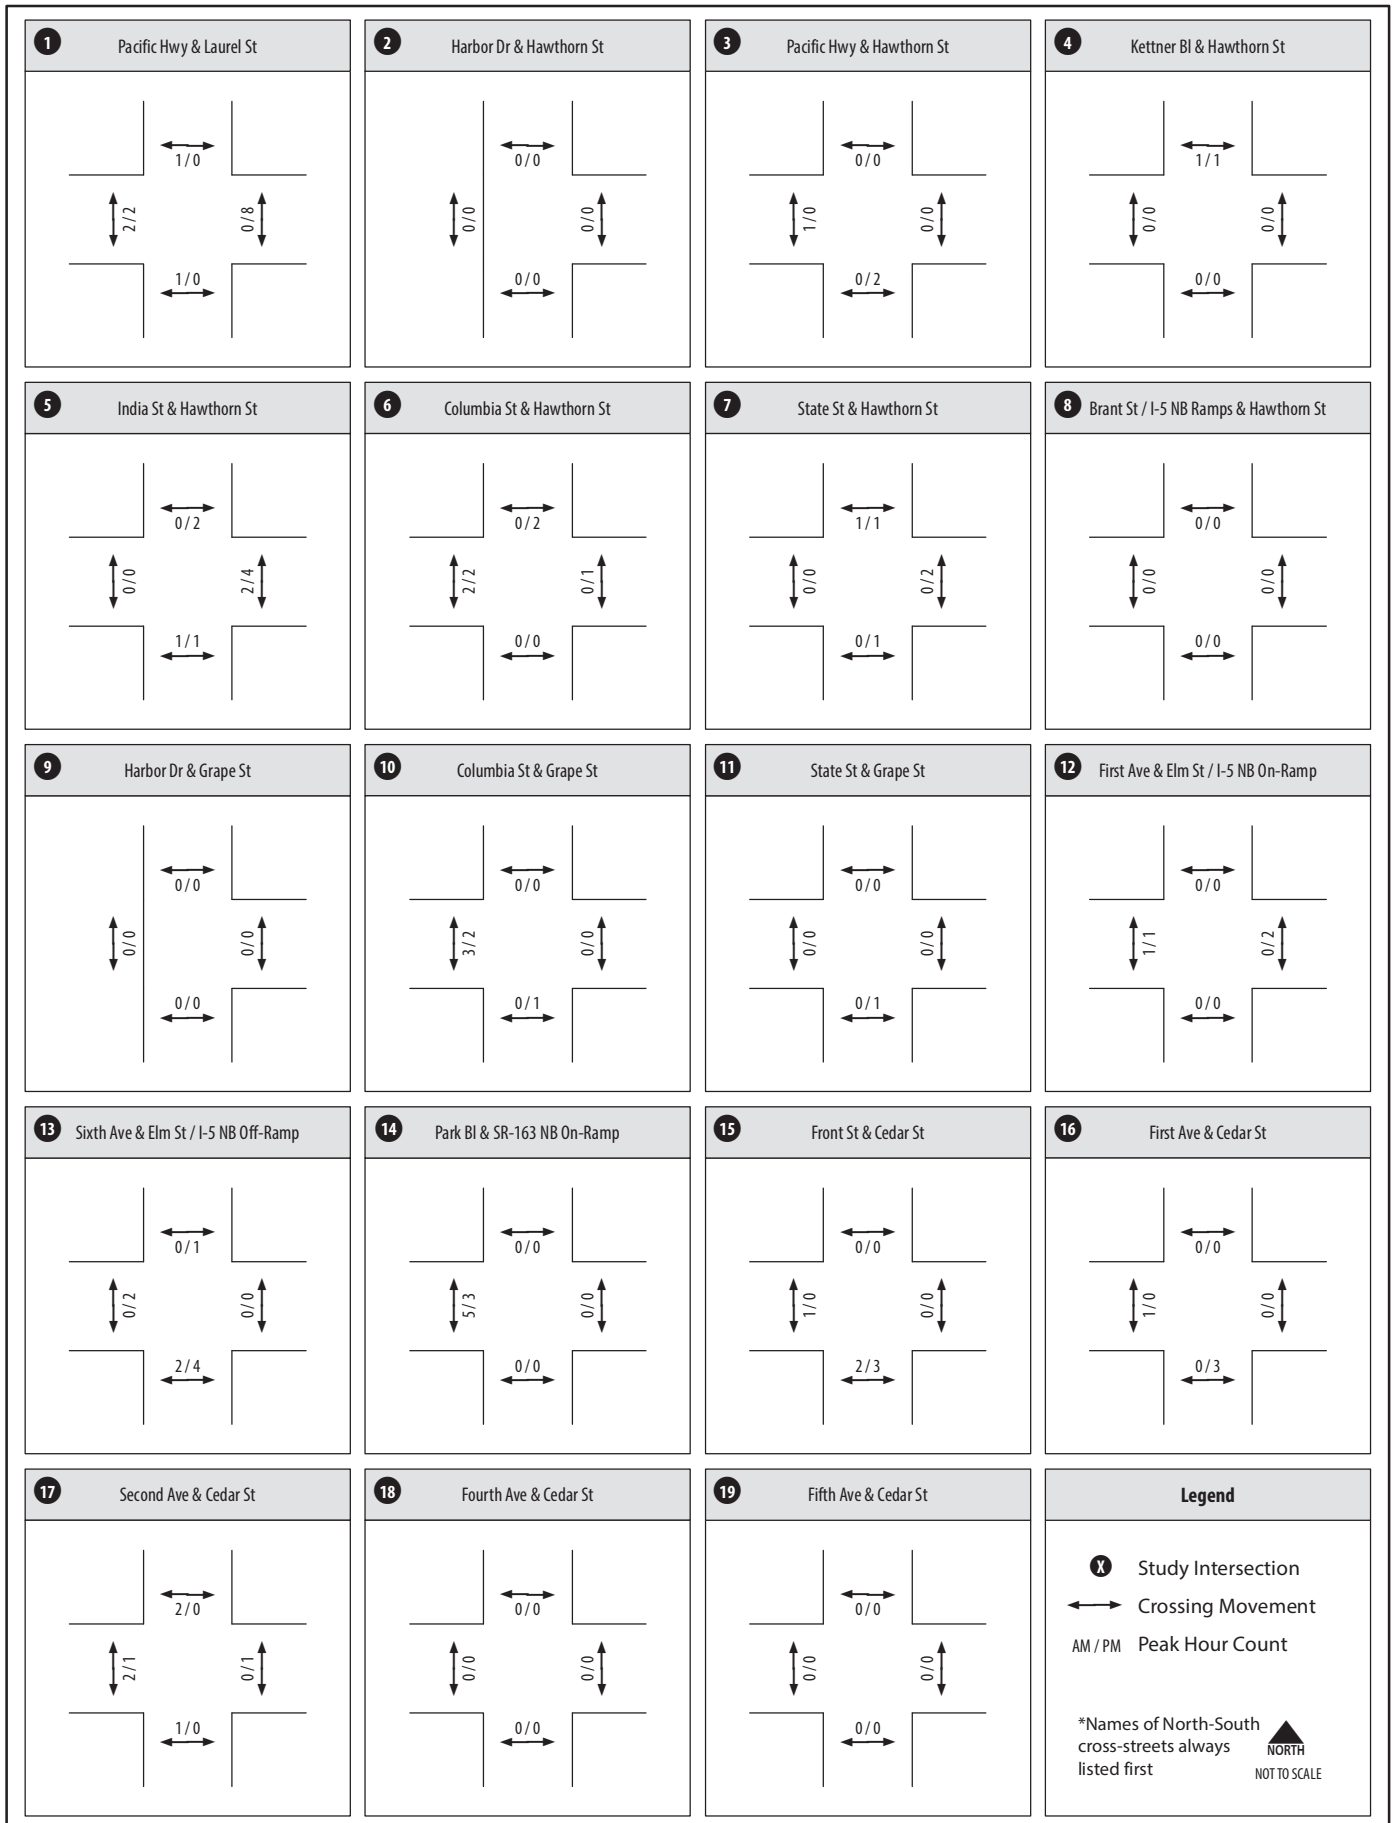 1 Pacific Hwy & Laurel St
1 / 0
2 / 2
0 / 8
1 / 0
2 Harbor Dr & Hawthorn St
0 / 0
0 / 0
0 / 0
0 / 0
3 Pacific Hwy & Hawthorn St
0 / 0
1 / 0
0 / 0
0 / 2
4 Kettner Bl & Hawthorn St
1 / 1
0 / 0
0 / 0
0 / 0
5 India St & Hawthorn St
0 / 2
0 / 0
2 / 4
1 / 1
6 Columbia St & Hawthorn St
0 / 2
2 / 2
0 / 1
0 / 0
7 State St & Hawthorn St
1 / 1
0 / 0
0 / 2
0 / 1
8 Brant St / I-5 NB Ramps & Hawthorn St
0 / 0
0 / 0
0 / 0
0 / 0
9 Harbor Dr & Grape St
0 / 0
0 / 0
0 / 0
0 / 0
10 Columbia St & Grape St
0 / 0
3 / 2
0 / 0
0 / 1
11 State St & Grape St
0 / 0
0 / 0
0 / 0
0 / 1
12 First Ave & Elm St / I-5 NB On-Ramp
0 / 0
1 / 1
0 / 2
0 / 0
13 Sixth Ave & Elm St / I-5 NB Off-Ramp
0 / 1
0 / 2
0 / 0
2 / 4
14 Park Bl & SR-163 NB On-Ramp
0 / 0
5 / 3
0 / 0
0 / 0
15 Front St & Cedar St
0 / 0
1 / 0
0 / 0
2 / 3
16 First Ave & Cedar St
0 / 0
1 / 0
0 / 0
0 / 3
17 Second Ave & Cedar St
2 / 0
2 / 1
0 / 1
1 / 0
18 Fourth Ave & Cedar St
0 / 0
0 / 0
0 / 0
0 / 0
19 Fifth Ave & Cedar St
0 / 0
0 / 0
0 / 0
0 / 0
Legend
X Study Intersection
Crossing Movement
AM / PM Peak Hour Count
*Names of North-South
cross-streets always
listed first
NORTH
NOT TO SCALE